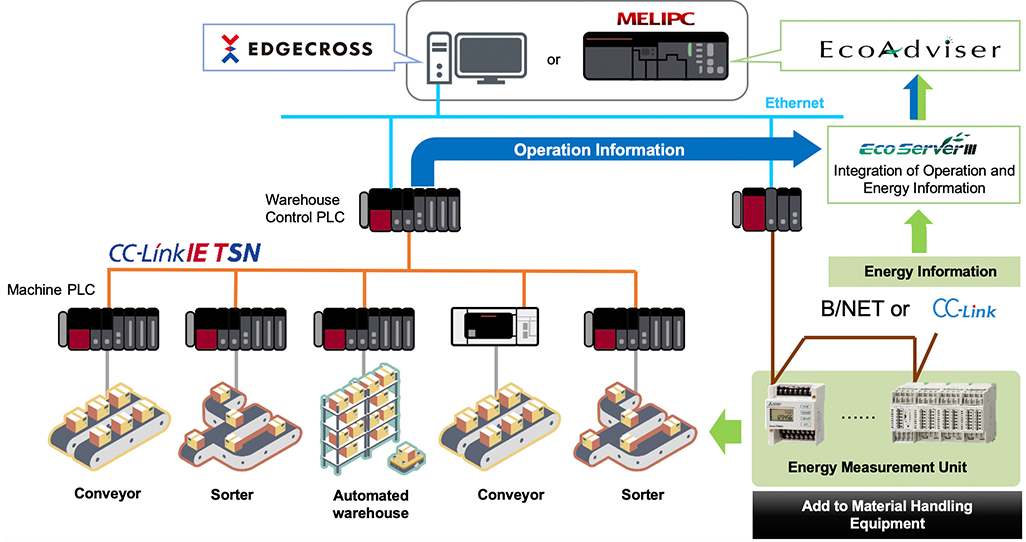 MELIPC
EDGECROSS
or
EcoAdviser
Ethernet
Operation Information
EcoServerIII
Integration of Operation and
Energy Information
Warehouse
Control PLC
CC-Link IE TSN
Energy Information
Machine PLC
B/NET or CC-Link
Energy Measurement Unit
Conveyor
Sorter
Automated
warehouse
Conveyor
Sorter
Add to Material Handling
Equipment